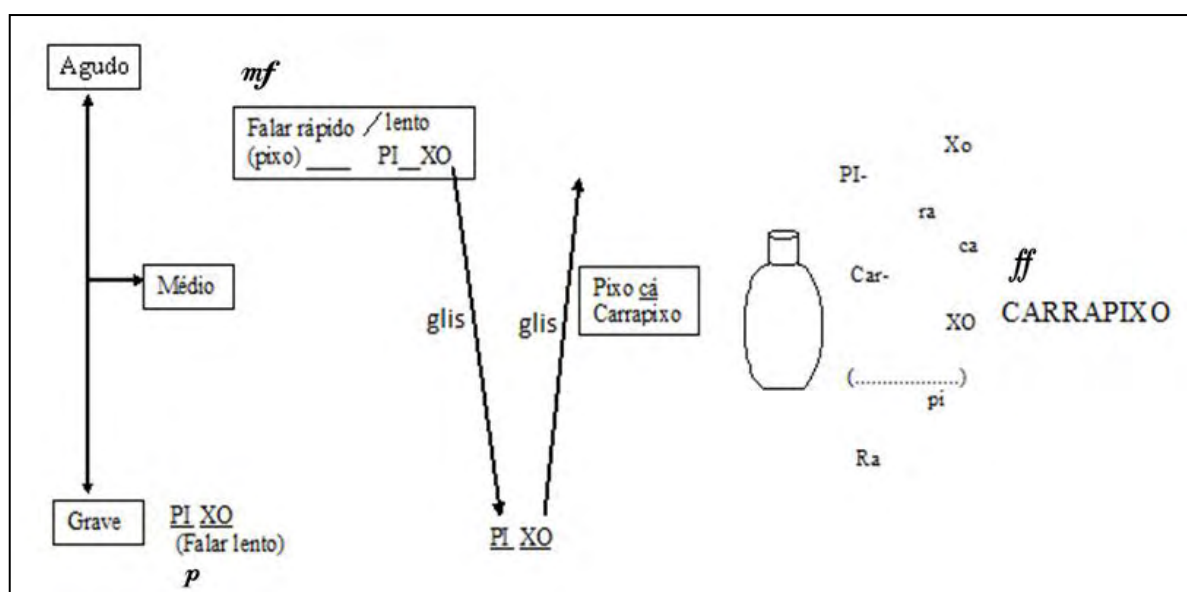 Agudo
Médio
Grave
PI XO
(Falar lento)
p
mf
Falar rápido / lento
(pixo) ____ PI__XO
glis
PI XO
glis
Pixo cá
Carrapixo
Xo
PI-
ra
ca
Car-
XO
(...................)
pi
Ra
ff
CARRAPIXO